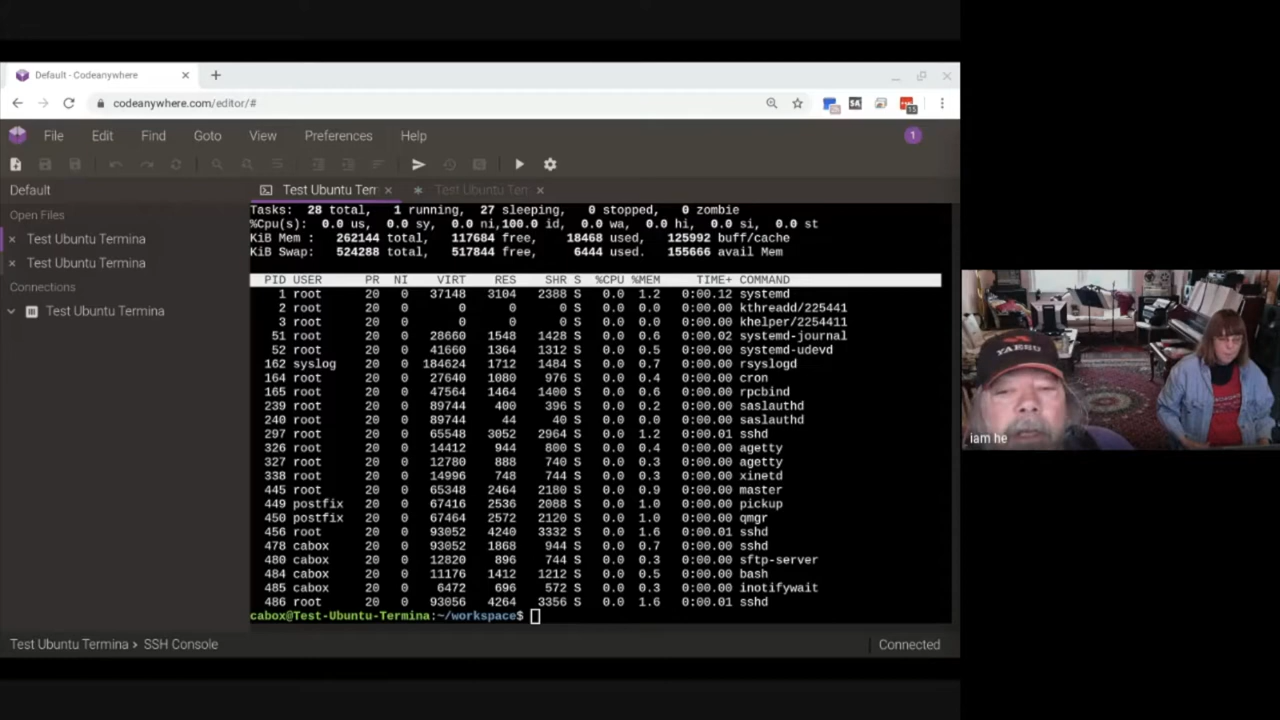 Default - Codeanywhere
codeanywhere.com/editor/#
File Edit Find Goto View Preferences Help
1
Default
Test Ubuntu Terr
Test Ubuntu Terr
Open Files
Test Ubuntu Termina
Test Ubuntu Termina
Connections
Test Ubuntu Termina
Tasks: 28 total, 1 running, 27 sleeping, 0 stopped, 0 zombie
%Cpu(s): 0.0 us, 0.0 sy, 0.0 ni,100.0 id, 0.0 wa, 0.0 hi, 0.0 si, 0.0 st
KiB Mem : 262144 total, 117684 free, 18468 used, 125992 buff/cache
KiB Swap: 524288 total, 517844 free, 6444 used. 155666 avail Mem
PID USER PR NI VIRT RES SHR S %CPU %MEM TIME+ COMMAND
1 root 20 0 37148 3104 2388 S 0.0 1.2 0:00.12 systemd
2 root 20 0 0 0 0 S 0.0 0.0 0:00.00 kthreadd/225441
3 root 20 0 0 0 0 S 0.0 0.0 0:00.00 khelper/2254411
51 root 20 0 28660 1548 1428 S 0.0 0.6 0:00.02 systemd-journal
52 root 20 0 41660 1364 1312 S 0.0 0.5 0:00.00 systemd-udevd
162 syslog 20 0 184624 1712 1484 S 0.0 0.7 0:00.00 rsyslogd
164 root 20 0 27640 1080 976 S 0.0 0.4 0:00.00 cron
165 root 20 0 47564 1464 1400 S 0.0 0.6 0:00.00 rpcbind
239 root 20 0 89744 400 396 S 0.0 0.2 0:00.00 saslauthd
240 root 20 0 89744 44 40 S 0.0 0.0 0:00.00 saslauthd
297 root 20 0 65548 3052 2964 S 0.0 1.2 0:00.01 sshd
326 root 20 0 14412 944 800 S 0.0 0.4 0:00.00 agetty
327 root 20 0 12780 888 740 S 0.0 0.3 0:00.00 agetty
338 root 20 0 14996 748 744 S 0.0 0.3 0:00.00 xinetd
445 root 20 0 65348 2464 2180 S 0.0 0.9 0:00.00 master
449 postfix 20 0 67416 2536 2088 S 0.0 1.0 0:00.00 pickup
450 postfix 20 0 67464 2572 2120 S 0.0 1.0 0:00.00 qmgr
456 root 20 0 93052 4240 3332 S 0.0 1.6 0:00.01 sshd
478 cabox 20 0 93052 1868 944 S 0.0 0.7 0:00.00 sshd
480 cabox 20 0 12820 896 744 S 0.0 0.3 0:00.00 sftp-server
484 cabox 20 0 11176 1412 1212 S 0.0 0.5 0:00.00 bash
485 cabox 20 0 6472 696 572 S 0.0 0.3 0:00.00 inotifywait
486 root 20 0 93056 4264 3356 S 0.0 1.6 0:00.01 sshd
cabox@Test-Ubuntu-Termina:~/workspace$
Test Ubuntu Termina › SSH Console
Connected
YAESU
iam he